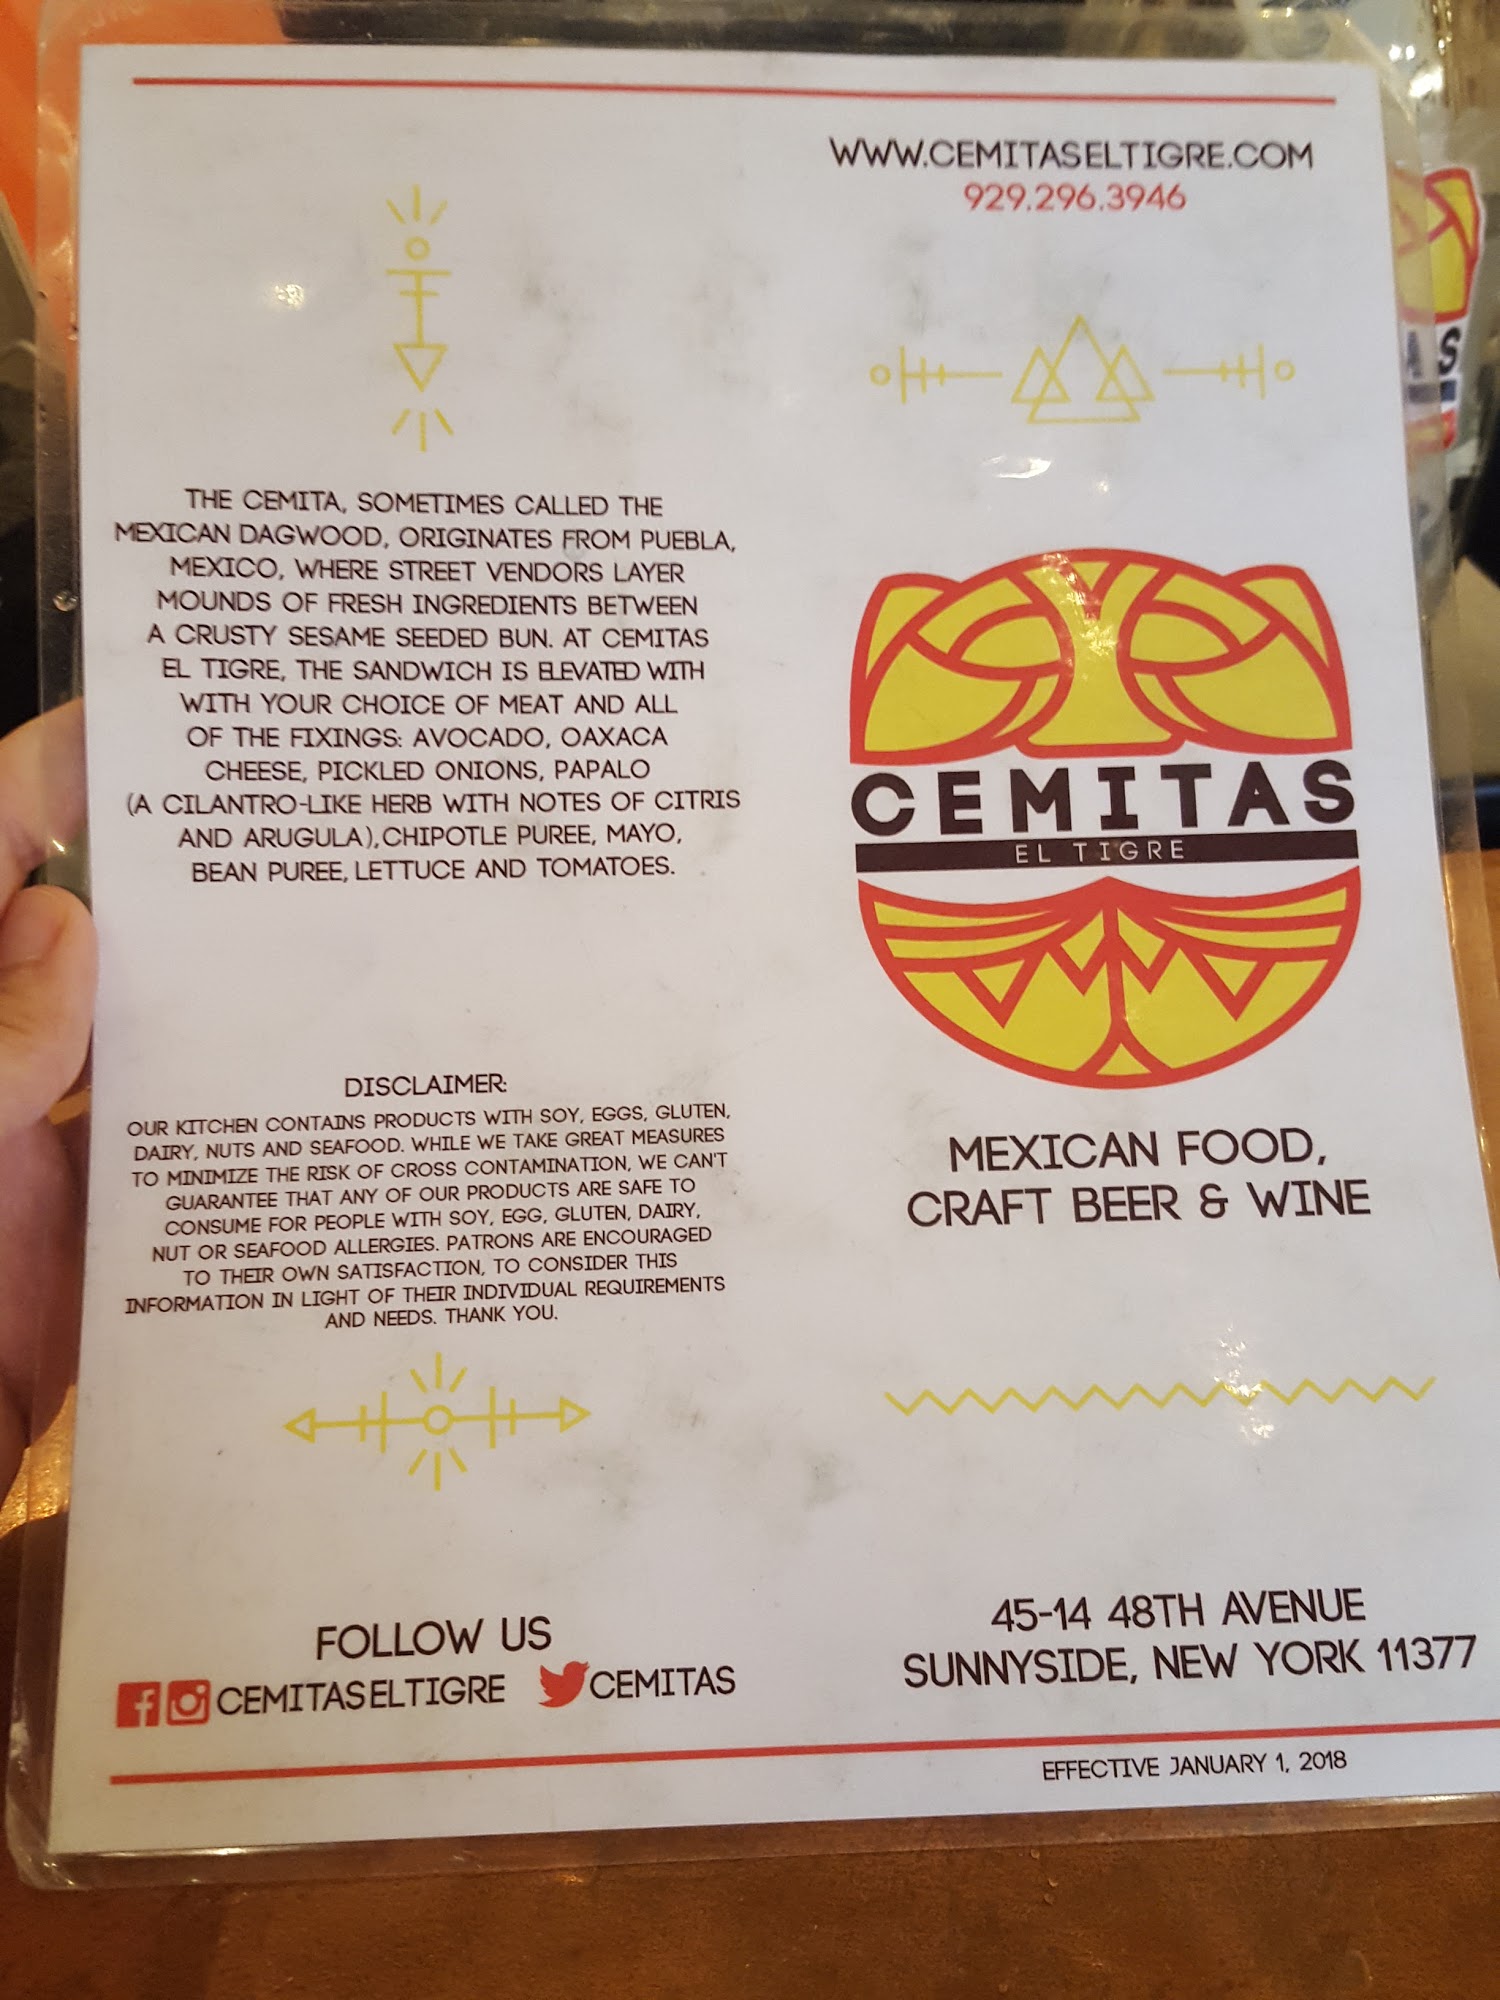 WWW.CEMITASELTIGRE.COM
929.296.3946
THE CEMITA, SOMETIMES CALLED THE
MEXICAN DAGWOOD, ORIGINATES FROM PUEBLA,
MEXICO, WHERE STREET VENDORS LAYER
MOUNDS OF FRESH INGREDIENTS BETWEEN
A CRUSTY SESAME SEEDED BUN. AT CEMITAS
EL TIGRE, THE SANDWICH IS ELEVATED WITH
WITH YOUR CHOICE OF MEAT AND ALL
OF THE FIXINGS: AVOCADO, OAXACA
CHEESE, PICKLED ONIONS, PAPALO
(A CILANTRO-LIKE HERB WITH NOTES OF CITRIS
AND ARUGULA), CHIPOTLE PUREE, MAYO,
BEAN PUREE, LETTUCE AND TOMATOES.
DISCLAIMER:
OUR KITCHEN CONTAINS PRODUCTS WITH SOY, EGGS, GLUTEN,
DAIRY, NUTS AND SEAFOOD. WHILE WE TAKE GREAT MEASURES
TO MINIMIZE THE RISK OF CROSS CONTAMINATION, WE CAN'T
GUARANTEE THAT ANY OF OUR PRODUCTS ARE SAFE TO
CONSUME FOR PEOPLE WITH SOY, EGG, GLUTEN, DAIRY,
NUT OR SEAFOOD ALLERGIES. PATRONS ARE ENCOURAGED
TO THEIR OWN SATISFACTION, TO CONSIDER THIS
INFORMATION IN LIGHT OF THEIR INDIVIDUAL REQUIREMENTS
AND NEEDS. THANK YOU.
FOLLOW US
CEMITASELTIGRE CEMITAS
CEMITAS
EL TIGRE
MEXICAN FOOD,
CRAFT BEER & WINE
45-14 48TH AVENUE
SUNNYSIDE, NEW YORK 11377
EFFECTIVE JANUARY 1, 2018
AS